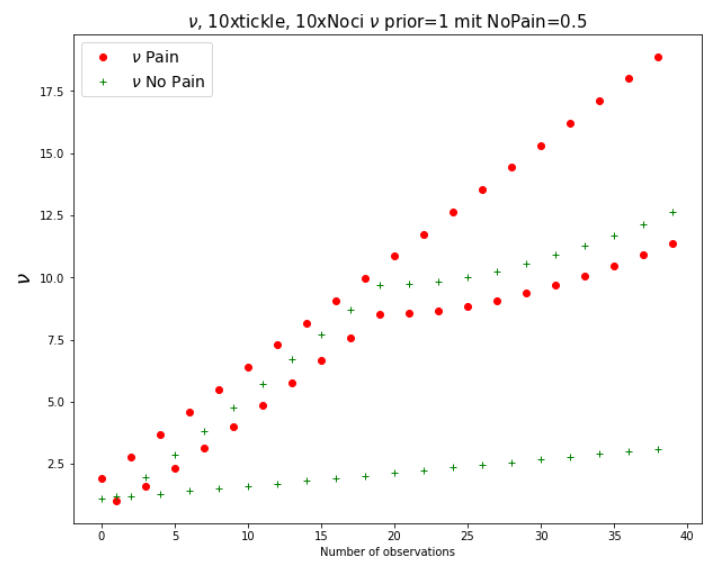 ν, 10xtickle, 10xNoci ν prior=1 mit NoPain=0.5
ν Pain
ν No Pain
17.5
15.0
12.5
10.0
7.5
5.0
2.5
ν
0 5 10 15 20 25 30 35 40
Number of observations